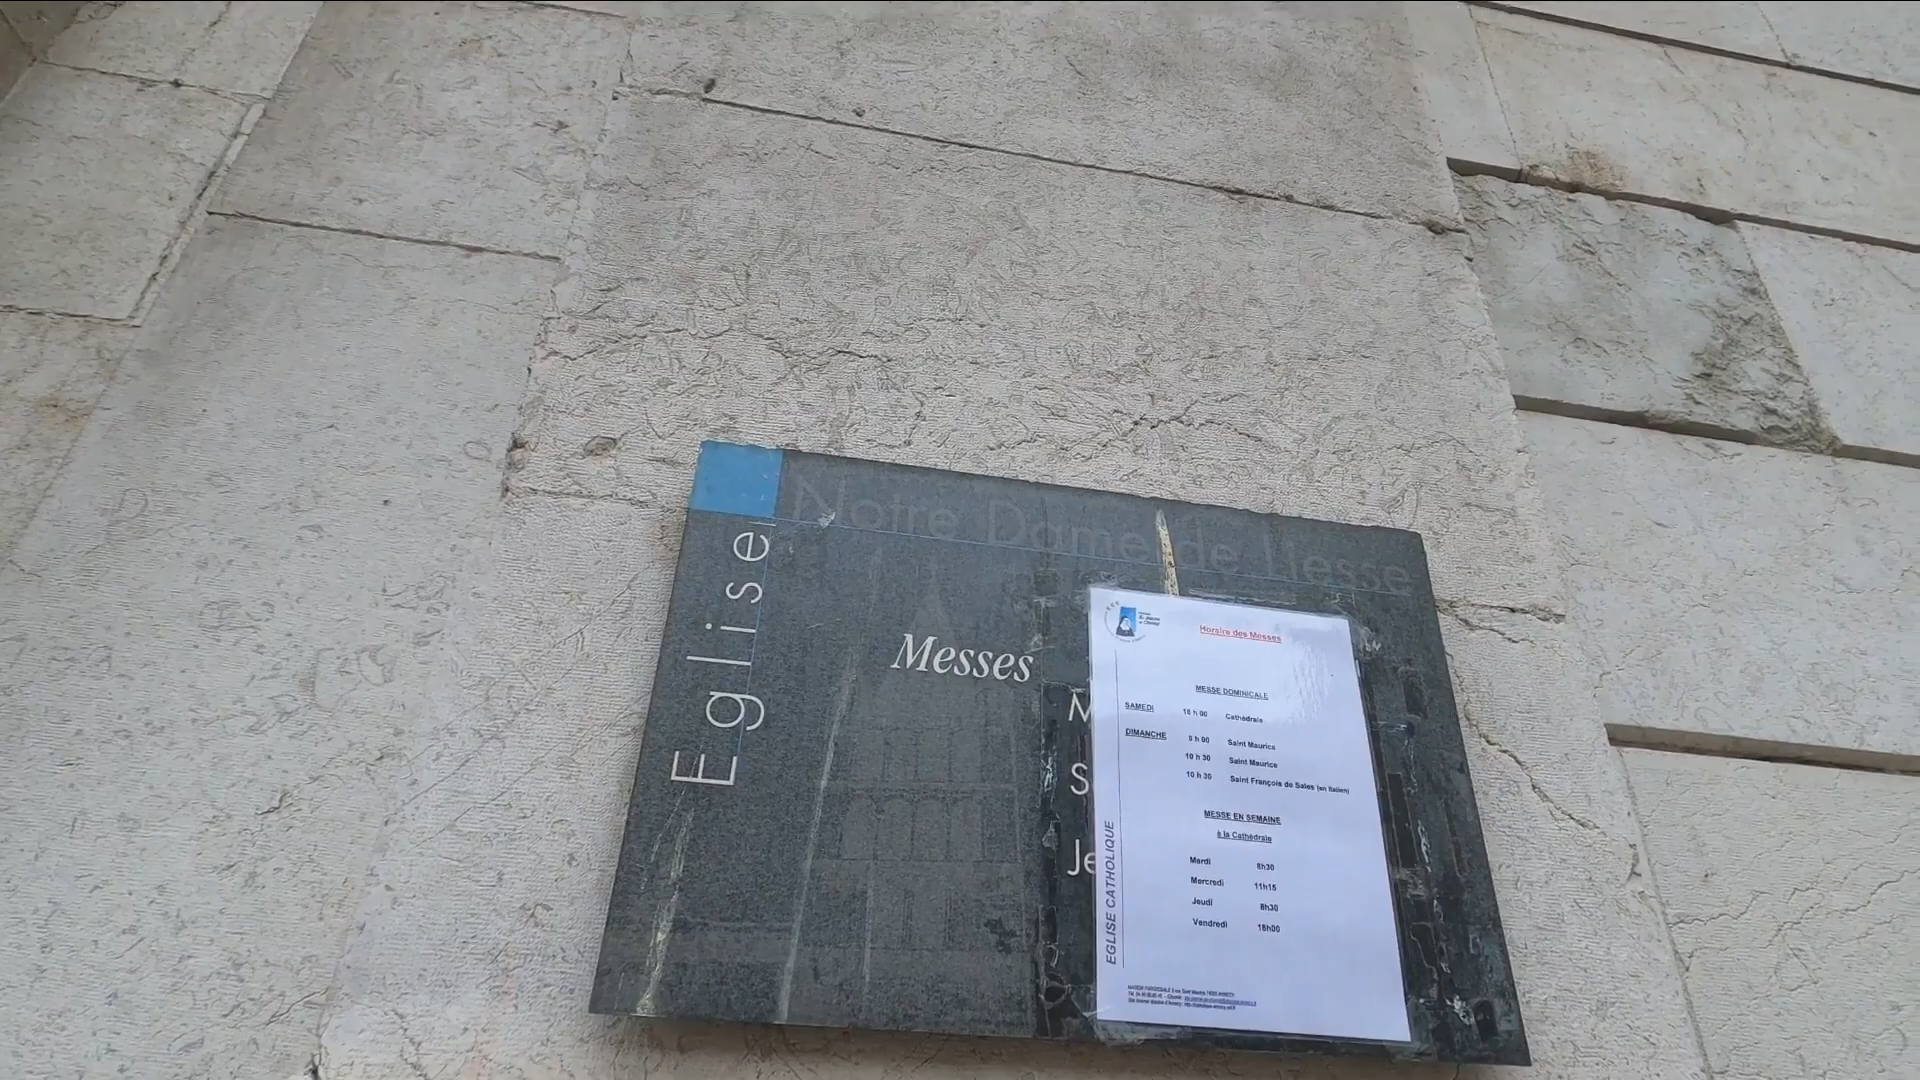 Notre Dame de Liesse
Eglise
Messes
M
S
Je
Horaire des Messes
MESSE DOMINICALE
SAMEDI 18 h 00 Cathédrale
DIMANCHE 9 h 00 Saint Maurice
10 h 30 Saint Maurice
10 h 30 Saint François de Sales (en Italien)
MESSE EN SEMAINE
à la Cathédrale
Mardi 8h30
Mercredi 11h15
Jeudi 8h30
Vendredi 18h00
EGLISE CATHOLIQUE